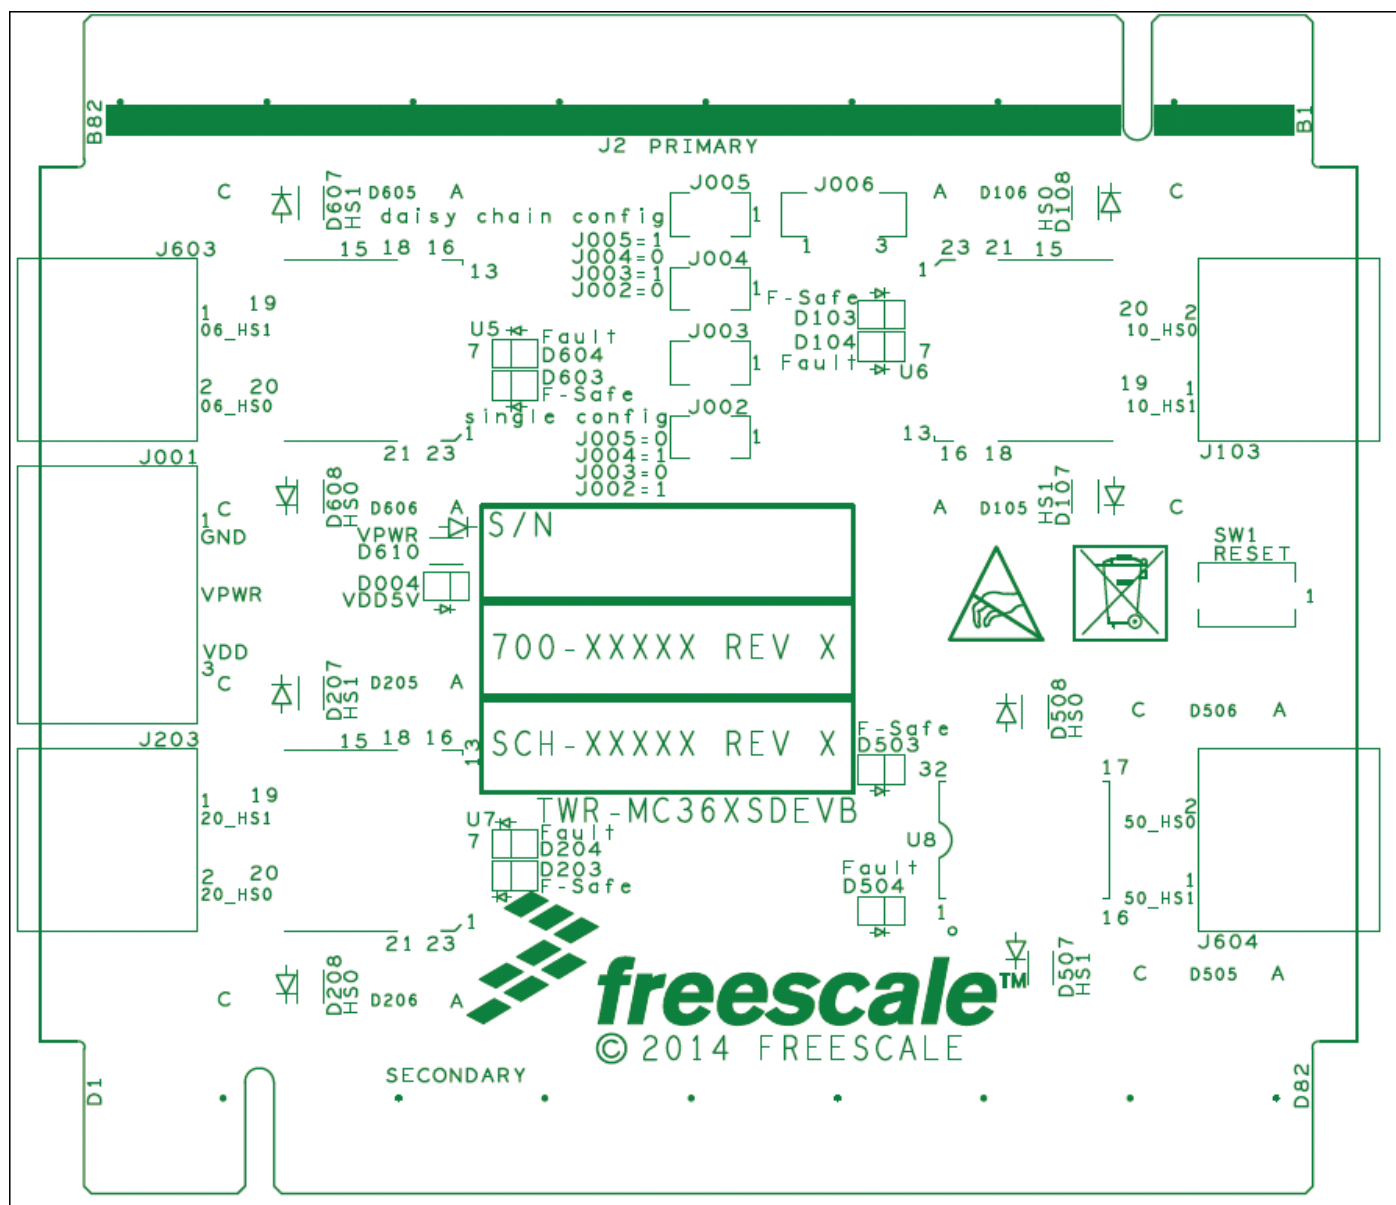 B82
B1
J2 PRIMARY
C
D607
HS1
D605
A
J005
1
J006
1
3
A
D106
HS0
D108
C
daisy chain config
J005=1
J004=0
J003=1
J002=0
J603
15 18 16
13
J004
1
23 21 15
1
1 19
06_HS1
2 20
06_HS0
U5
7
Fault
D604
D603
F-Safe
F-Safe
D103
D104
Fault
7
U6
J003
1
20 2
10_HS0
19 1
10_HS1
single config
J005=0
J004=1
J003=0
J002=1
J002
1
1
21 23
13
16 18
J103
J001
C
D608
HS0
D606
A
A
D105
HS1
D107
C
1
GND
VPWR
VDD
3
VPWR
D610
D004
VDD5V
S/N
700-XXXXX REV X
SCH-XXXXX REV X
TWR-MC36XSDEVB
SW1
RESET
1
C
D207
HS1
D205
A
D508
HS0
C
D506
A
J203
15 18 16
13
F-Safe
D503
32
17
1 19
20_HS1
2 20
20_HS0
U7
7
Fault
D204
D203
F-Safe
U8
Fault
D504
1
16
2
50_HS0
1
50_HS1
J604
1
21 23
C
D208
HS0
D206
A
D507
HS1
C
D505
A
freescale™
© 2014 FREESCALE
SECONDARY
D1
D82